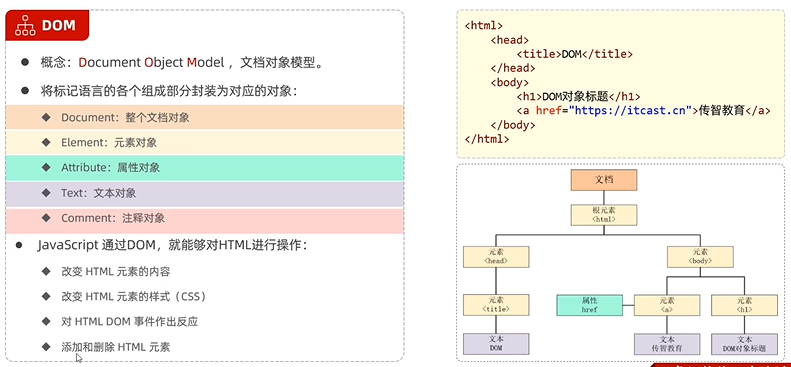 DOM
概念：Document Object Model ，文档对象模型。
将标记语言的各个组成部分封装为对应的对象：
Document：整个文档对象
Element：元素对象
Attribute：属性对象
Text：文本对象
Comment：注释对象
JavaScript 通过DOM，就能够对HTML进行操作：
改变 HTML 元素的内容
改变 HTML 元素的样式（CSS）
对 HTML DOM 事件作出反应
添加和删除 HTML 元素
<html>
<head>
<title>DOM</title>
</head>
<body>
<h1>DOM对象标题</h1>
<a href="https://itcast.cn">传智教育</a>
</body>
</html>
文档
根元素
<html>
元素
<head>
元素
<body>
元素
<title>
属性
href
元素
<a>
元素
<h1>
文本
DOM
文本
传智教育
文本
DOM对象标题